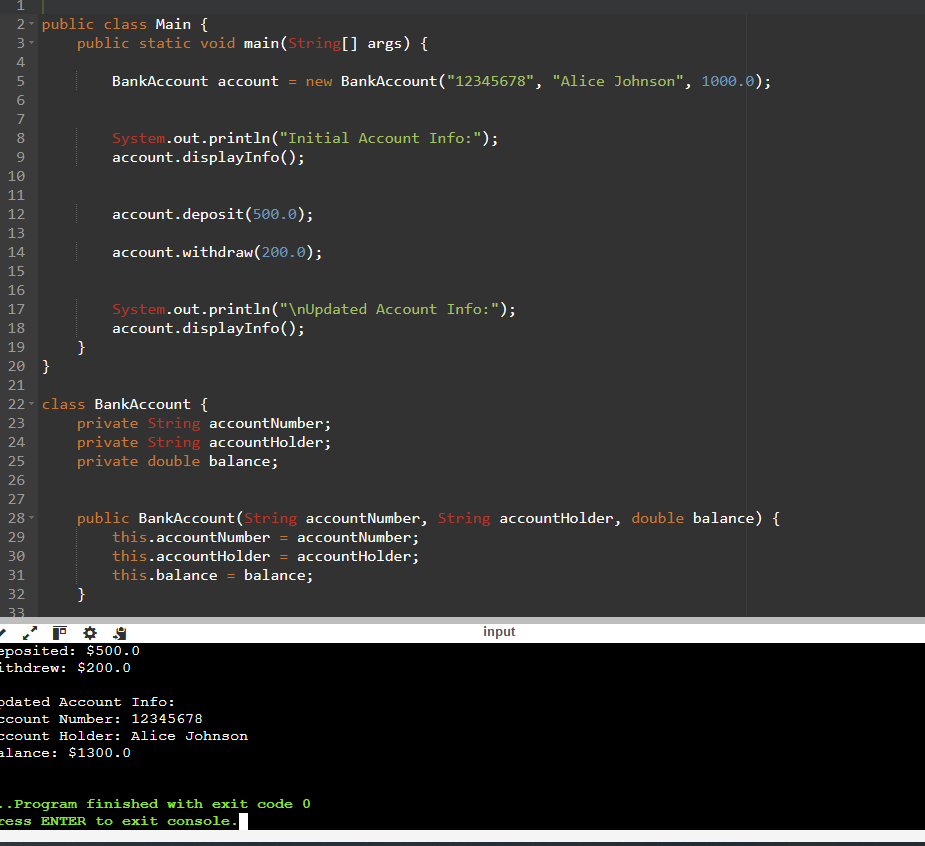 1
2 public class Main {
3 public static void main(String[] args) {
4
5 BankAccount account = new BankAccount("12345678", "Alice Johnson", 1000.0);
6
7
8 System.out.println("Initial Account Info:");
9 account.displayInfo();
10
11
12 account.deposit(500.0);
13
14 account.withdraw(200.0);
15
16
17 System.out.println("\nUpdated Account Info:");
18 account.displayInfo();
19 }
20 }
21
22 class BankAccount {
23 private String accountNumber;
24 private String accountHolder;
25 private double balance;
26
27
28 public BankAccount(String accountNumber, String accountHolder, double balance) {
29 this.accountNumber = accountNumber;
30 this.accountHolder = accountHolder;
31 this.balance = balance;
32 }
33
input
eposited: $500.0
ithdrew: $200.0
pdated Account Info:
ccount Number: 12345678
ccount Holder: Alice Johnson
alance: $1300.0
..Program finished with exit code 0
ress ENTER to exit console.